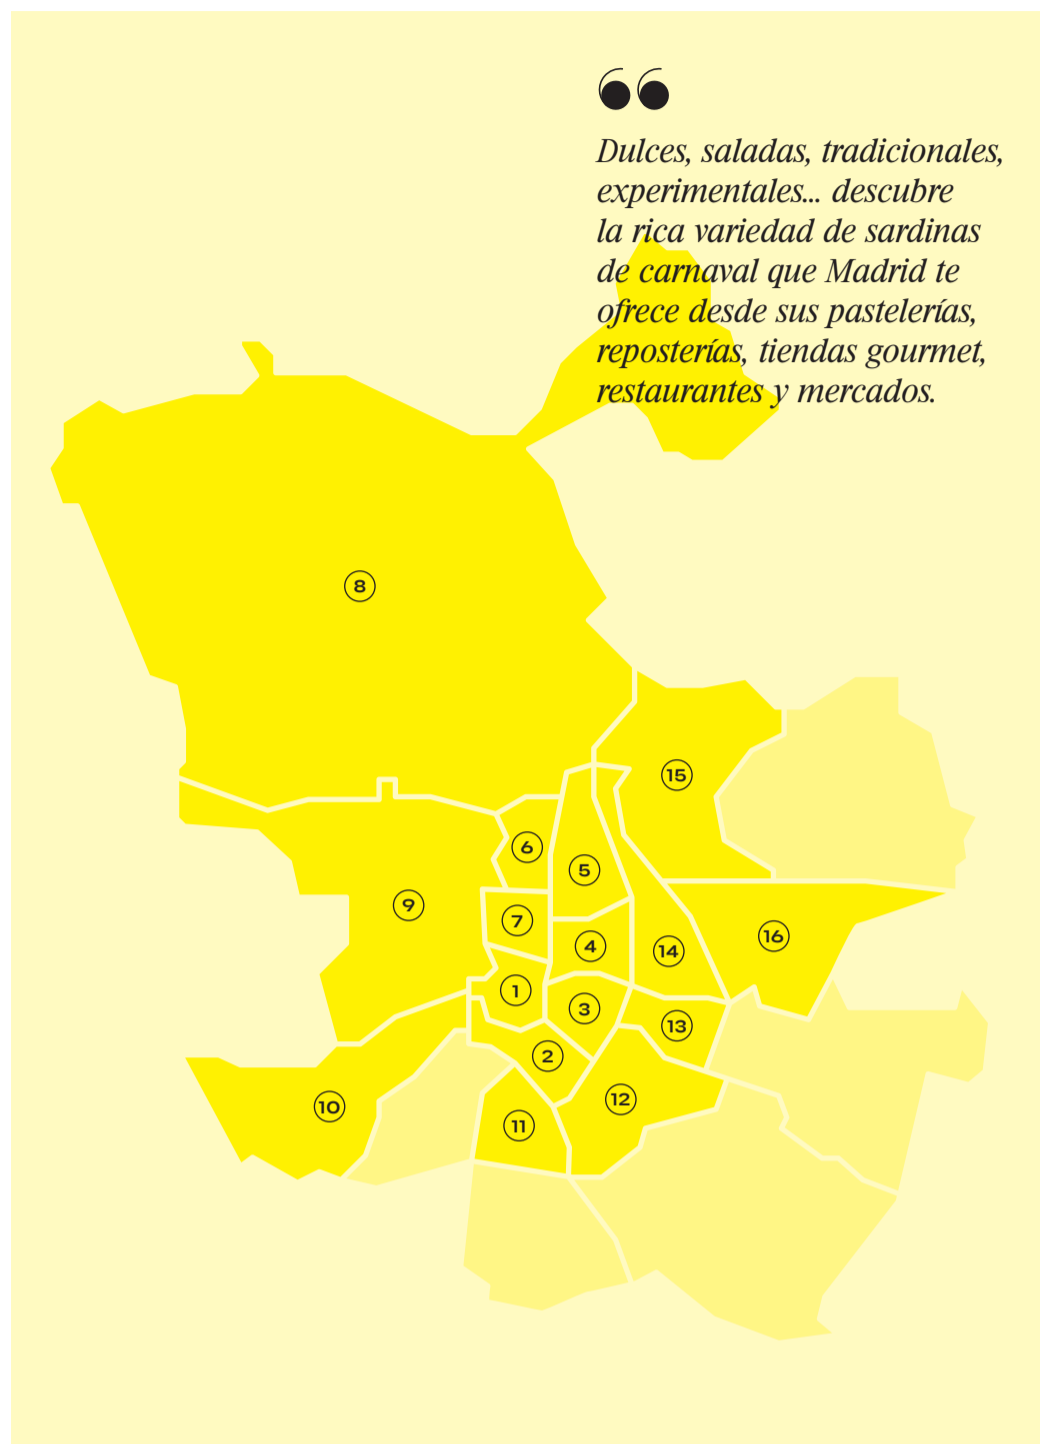 “
Dulces, saladas, tradicionales,
experimentales... descubre
la rica variedad de sardinas
de carnaval que Madrid te
ofrece desde sus pastelerías,
reposterías, tiendas gourmet,
restaurantes y mercados.
8
15
6
5
9
7
16
4
14
1
3
13
2
12
10
11